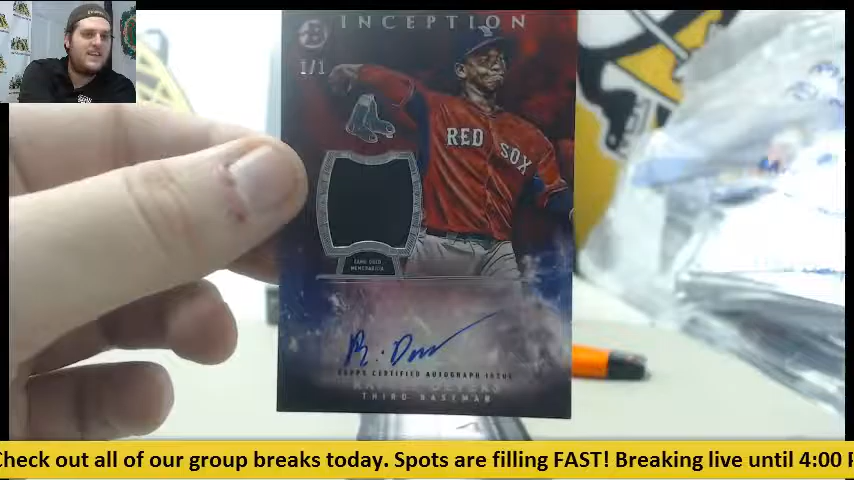 INCEPTION
1/1
RED SOX
GAME USED
MEMORABILIA
R. De
TOPPS CERTIFIED AUTOGRAPH ISSUE
THIRD BASEMAN
Check out all of our group breaks today. Spots are filling FAST! Breaking live until 4:00 P